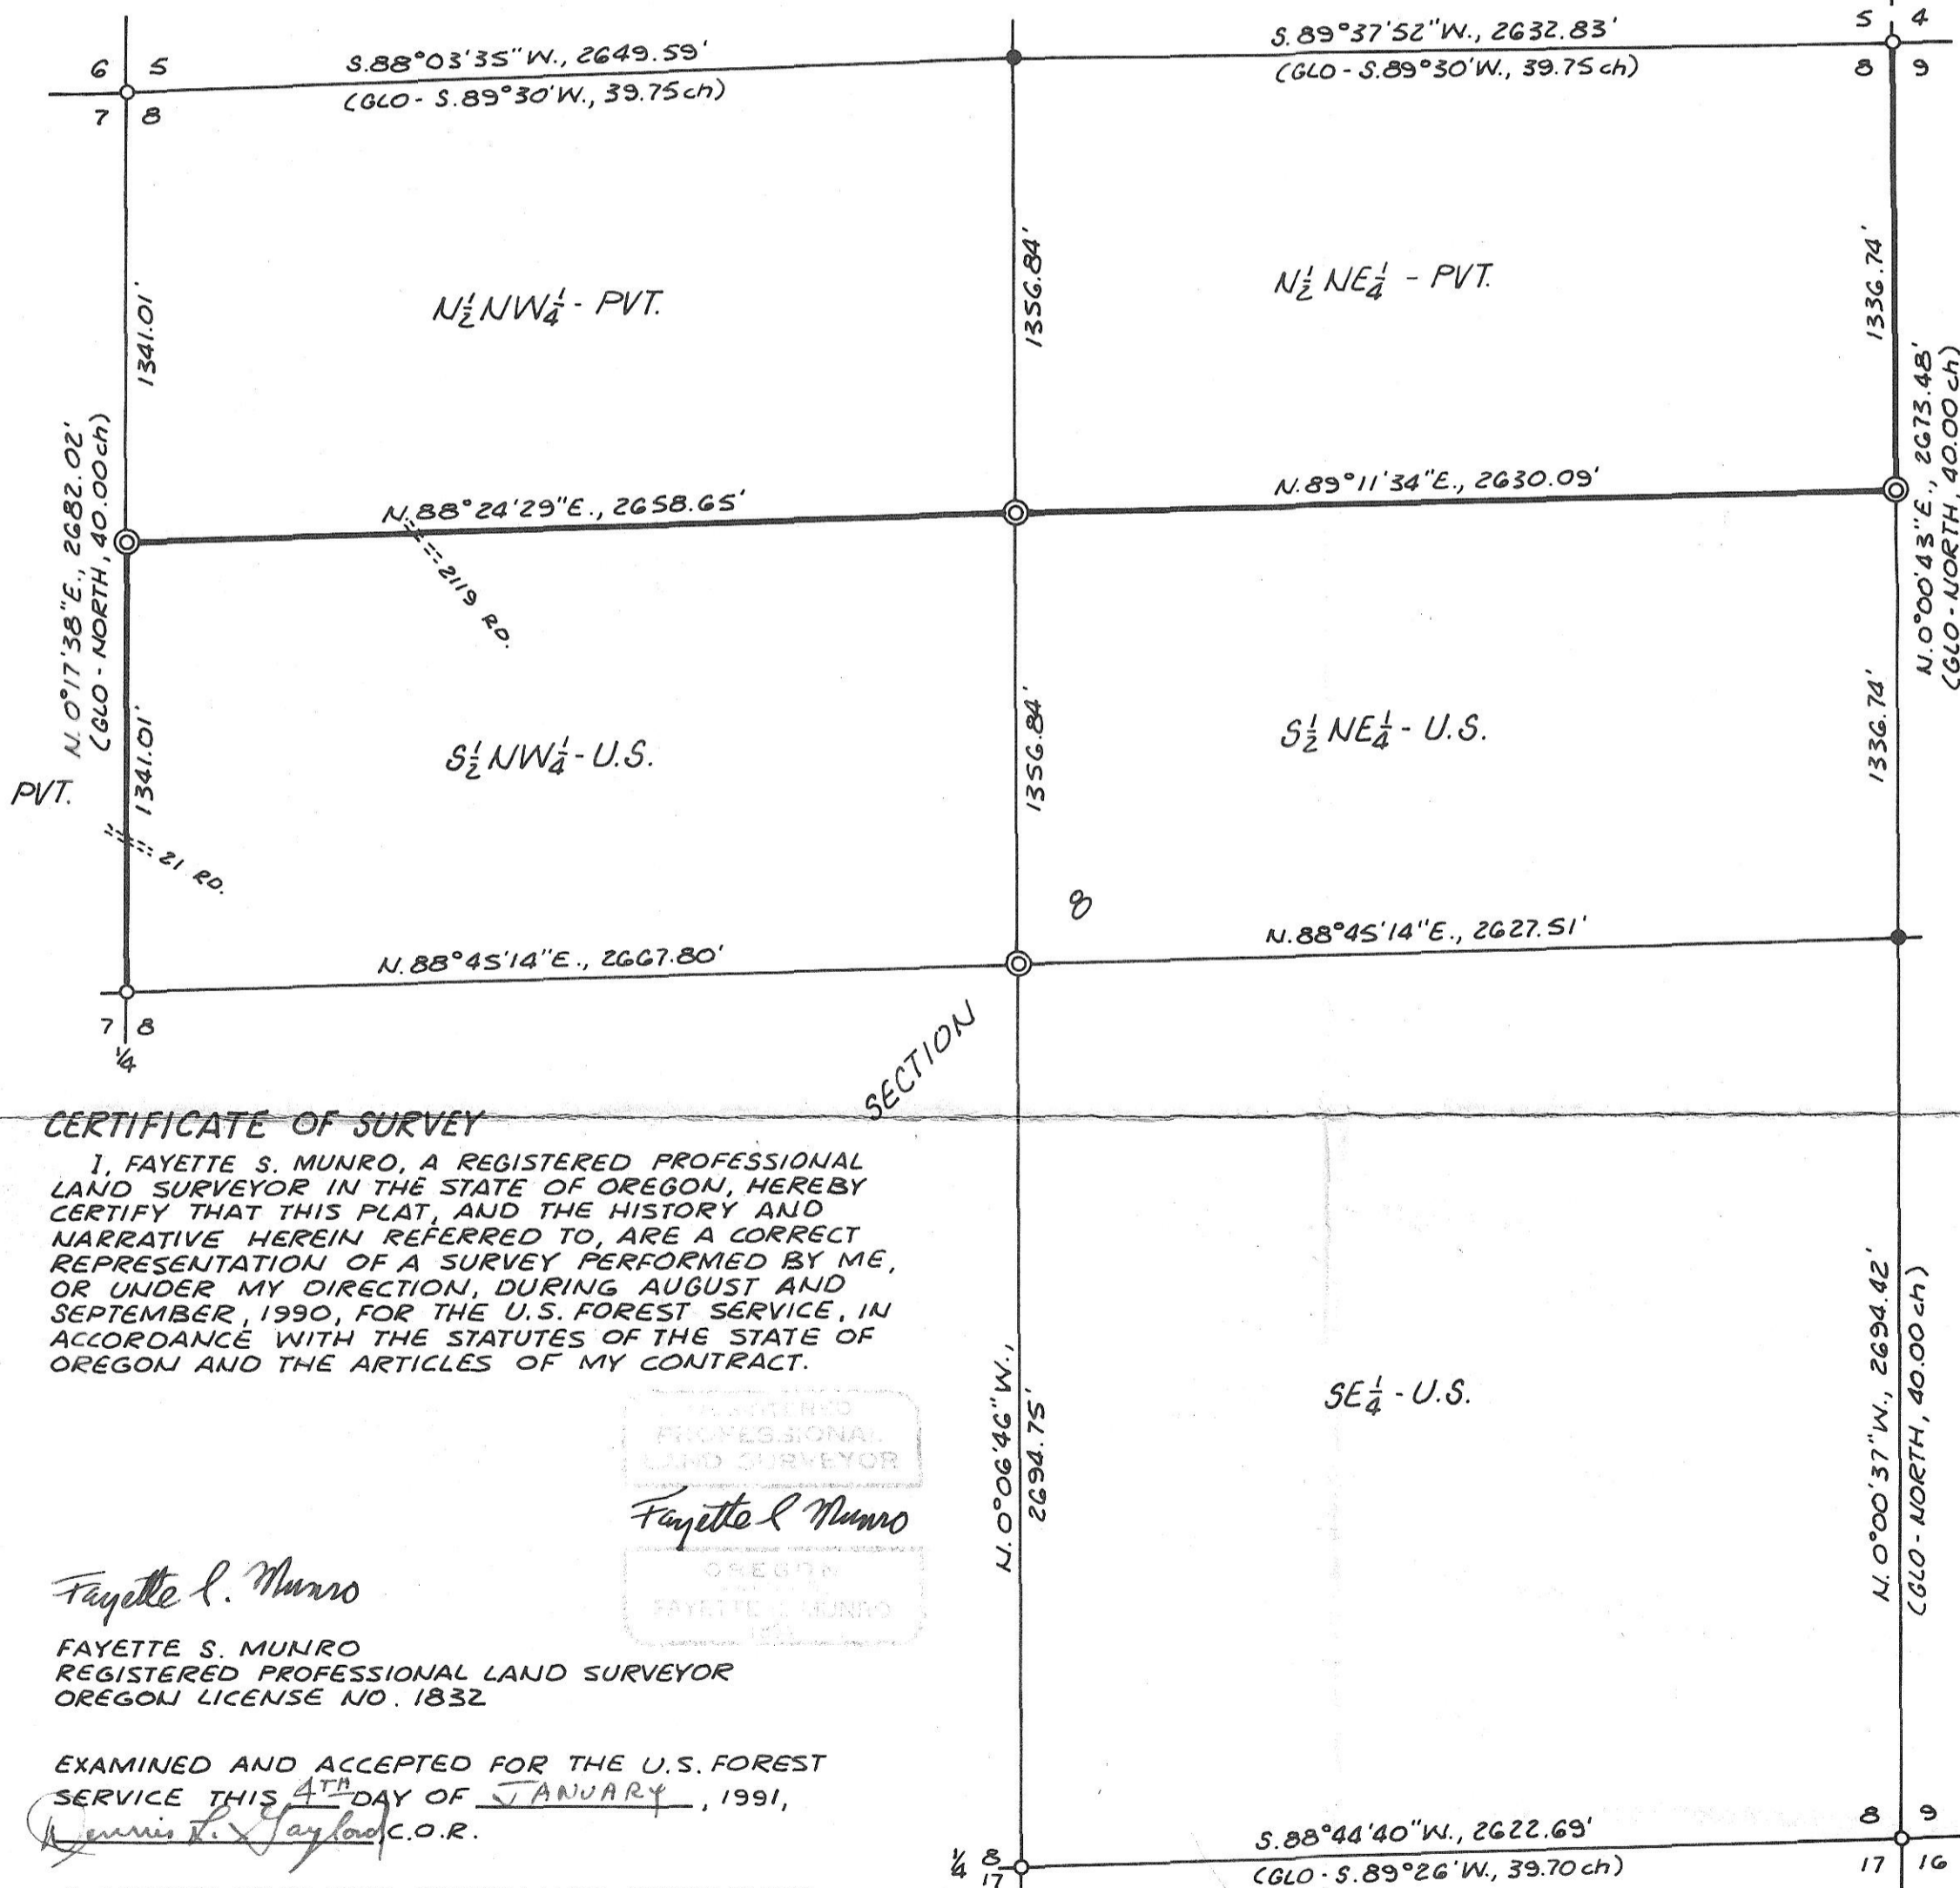 5 4
S.89°37'52"W., 2632.83'
6 5
S.88°03'35"W., 2649.59'
(GLO - S.89°30'W., 39.75 ch)
8 9
7 8
(GLO - S.89°30'W., 39.75 ch)
1341.01'
N½ NW¼ - PVT.
1356.84'
N½ NE¼ - PVT.
1336.74'
N.0°17'38"E., 2682.02'
(GLO - NORTH, 40.00 ch)
N.0°00'43"E., 2673.48'
(GLO - NORTH, 40.00 ch)
N.88°24'29"E., 2658.65'
N.89°11'34"E., 2630.09'
2119 RD.
1341.01'
S½ NW¼ - U.S.
1356.84'
S½ NE¼ - U.S.
1336.74'
PVT.
21 RD.
8
N.88°45'14"E., 2667.80'
N.88°45'14"E., 2627.51'
7 8
¼
SECTION
CERTIFICATE OF SURVEY
I, FAYETTE S. MUNRO, A REGISTERED PROFESSIONAL
LAND SURVEYOR IN THE STATE OF OREGON, HEREBY
CERTIFY THAT THIS PLAT, AND THE HISTORY AND
NARRATIVE HEREIN REFERRED TO, ARE A CORRECT
REPRESENTATION OF A SURVEY PERFORMED BY ME,
OR UNDER MY DIRECTION, DURING AUGUST AND
SEPTEMBER, 1990, FOR THE U.S. FOREST SERVICE, IN
ACCORDANCE WITH THE STATUTES OF THE STATE OF
OREGON AND THE ARTICLES OF MY CONTRACT.
N.0°06'46"W.,
2694.75'
SE¼ - U.S.
N.0°00'37"W., 2694.42'
(GLO - NORTH, 40.00 ch)
REGISTERED
PROFESSIONAL
LAND SURVEYOR
Fayette S Munro
OREGON
FAYETTE S. MUNRO
Fayette S. Munro
FAYETTE S. MUNRO
REGISTERED PROFESSIONAL LAND SURVEYOR
OREGON LICENSE NO. 1832
EXAMINED AND ACCEPTED FOR THE U.S. FOREST
SERVICE THIS 4TH DAY OF JANUARY, 1991,
Dennis R. Gaylord, C.O.R.
8 9
S.88°44'40"W., 2622.69'
¼ 8
17
(GLO - S.89°26'W., 39.70 ch)
17 16